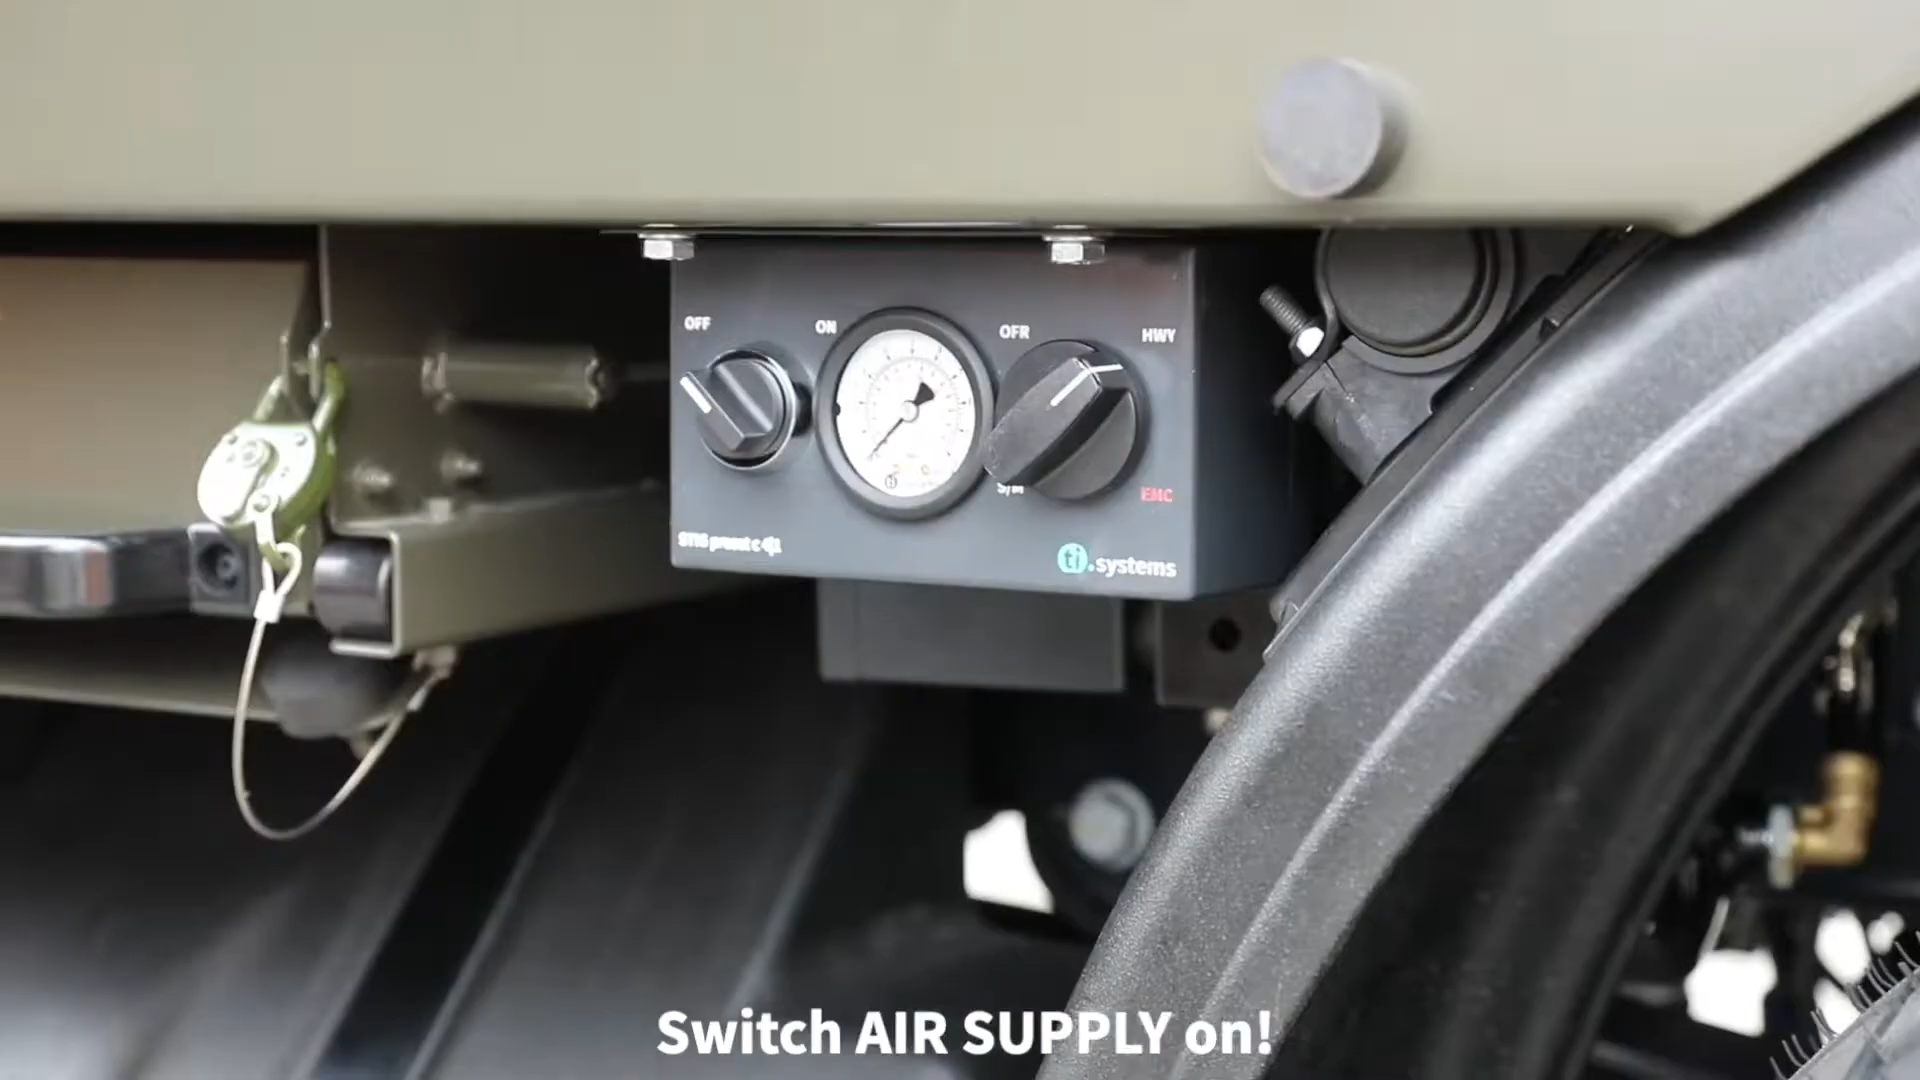 OFF
ON
OFR
HWY
EMC
ti.systems
Switch AIR SUPPLY on!